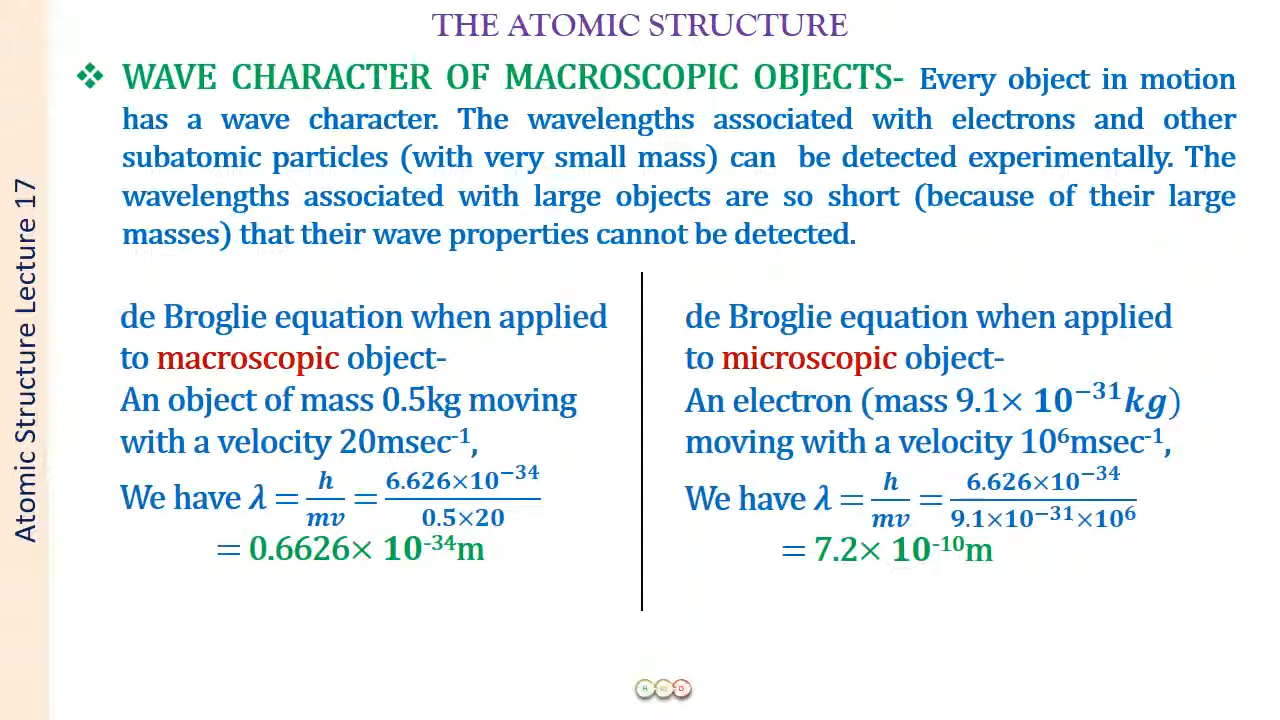 THE ATOMIC STRUCTURE
❖ WAVE CHARACTER OF MACROSCOPIC OBJECTS- Every object in motion
has a wave character. The wavelengths associated with electrons and other
subatomic particles (with very small mass) can be detected experimentally. The
wavelengths associated with large objects are so short (because of their large
masses) that their wave properties cannot be detected.
Atomic Structure Lecture 17
de Broglie equation when applied
to macroscopic object-
An object of mass 0.5kg moving
with a velocity 20msec⁻¹,
We have λ = h/mv = 6.626×10⁻³⁴/0.5×20
= 0.6626× 10⁻³⁴m
de Broglie equation when applied
to microscopic object-
An electron (mass 9.1× 10⁻³¹kg)
moving with a velocity 10⁶msec⁻¹,
We have λ = h/mv = 6.626×10⁻³⁴/9.1×10⁻³¹×10⁶
= 7.2× 10⁻¹⁰m